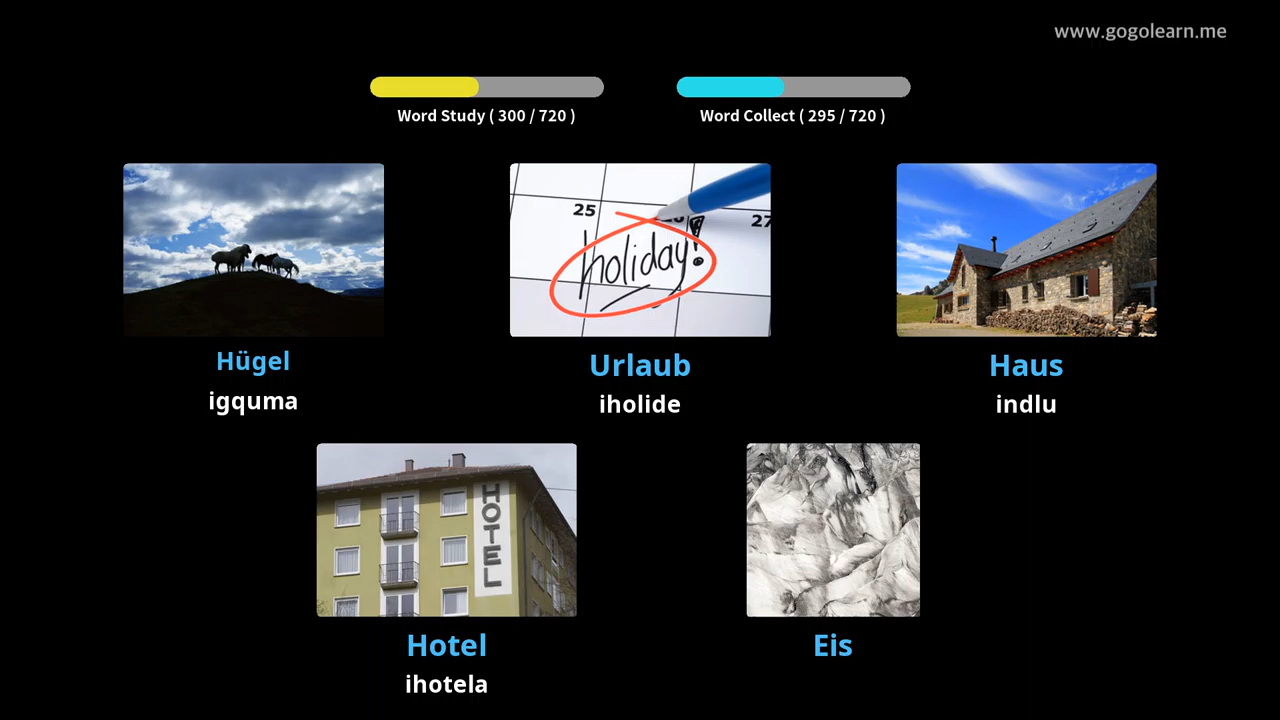 www.gogolearn.me
Word Study ( 300 / 720 )
Word Collect ( 295 / 720 )
25
27
holiday!
Hügel
igquma
Urlaub
iholide
Haus
indlu
HOTEL
Hotel
ihotela
Eis